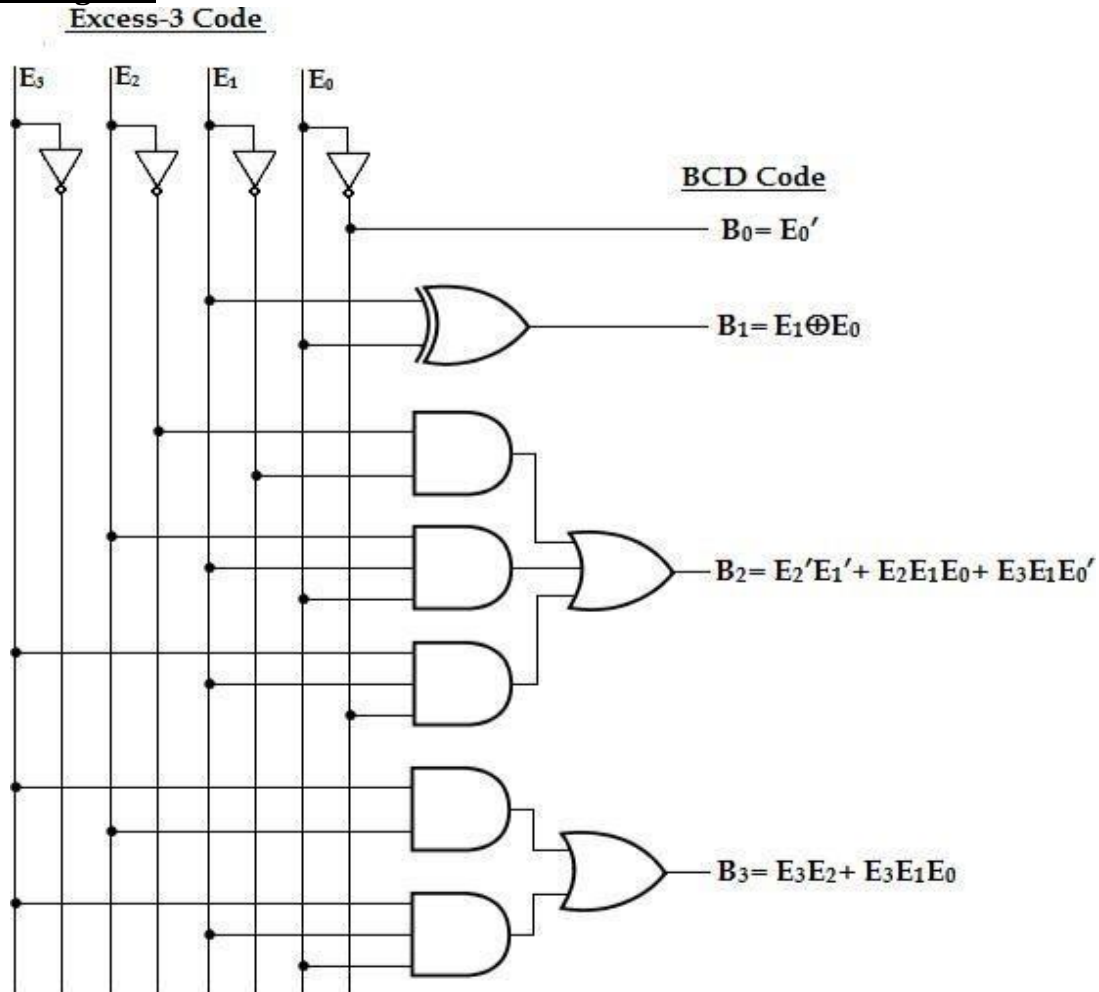 Excess-3 Code
E₃ E₂ E₁ E₀
BCD Code
B₀= E₀′
B₁= E₁⊕E₀
B₂= E₂′E₁′+ E₂E₁E₀+ E₃E₁E₀′
B₃= E₃E₂+ E₃E₁E₀